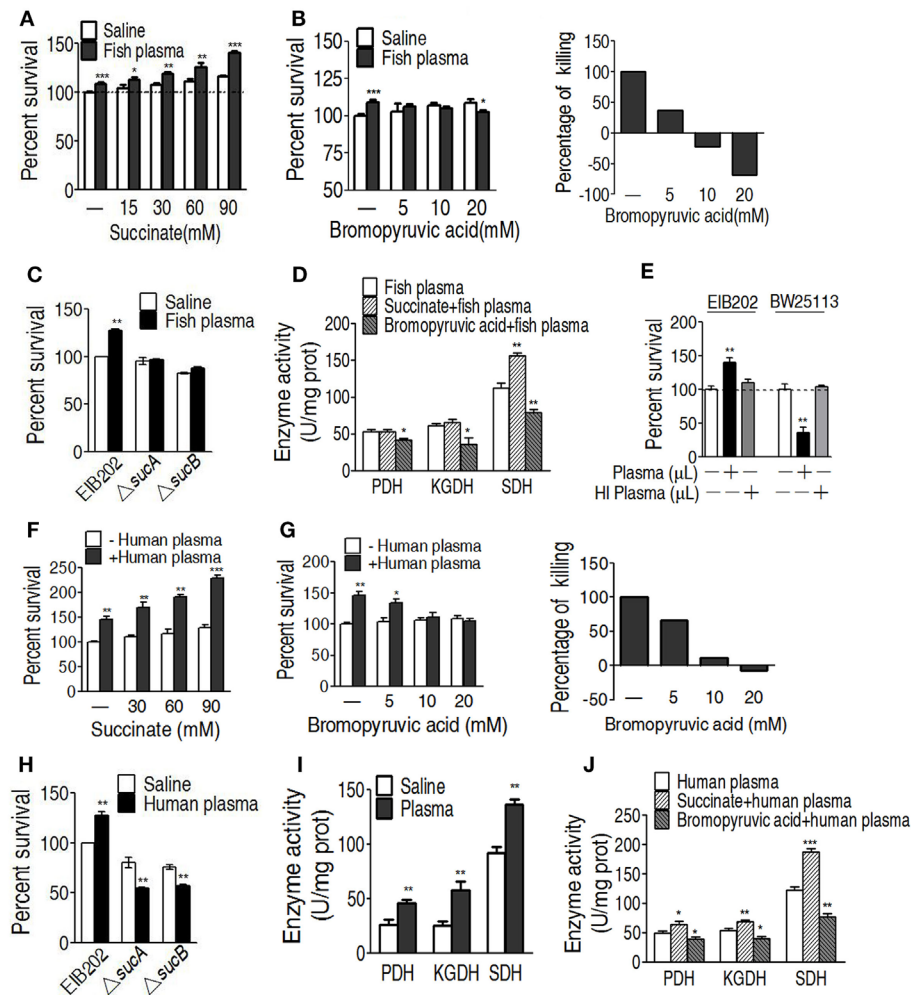 A
Saline
Fish plasma
Percent survival
150
100
50
0
***
*
**
**
***
— 15 30 60 90
Succinate(mM)
B
Saline
Fish plasma
Percent survival
150
125
100
75
50
***
*
— 5 10 20
Bromopyruvic acid(mM)
Percentage of killing
150
100
50
0
-50
-100
— 5 10 20
Bromopyruvic acid(mM)
C
Saline
Fish plasma
Percent survival
150
100
50
0
**
EIB202 △sucA △sucB
D
Fish plasma
Succinate+fish plasma
Bromopyruvic acid+fish plasma
Enzyme activity
(U/mg prot)
200
150
100
50
0
*
*
**
**
PDH KGDH SDH
E
EIB202 BW25113
Percent survival
200
150
100
50
0
**
**
Plasma (µL) — + — — + —
HI Plasma (µL) — — + — — +
F
- Human plasma
+Human plasma
Percent survival
250
200
150
100
50
0
**
**
**
***
— 30 60 90
Succinate (mM)
G
- Human plasma
+Human plasma
Percent survival
200
150
100
50
0
**
*
— 5 10 20
Bromopyruvic acid (mM)
Percentage of killing
150
100
50
0
-50
— 5 10 20
Bromopyruvic acid (mM)
H
Saline
Human plasma
Percent survival
150
100
50
0
**
**
**
EIB202 △sucA △sucB
I
Saline
Plasma
Enzyme activity
(U/mg prot)
150
100
50
0
**
**
**
PDH KGDH SDH
J
Human plasma
Succinate+human plasma
Bromopyruvic acid+human plasma
Enzyme activity
(U/mg prot)
250
200
150
100
50
0
*
*
**
*
***
**
PDH KGDH SDH